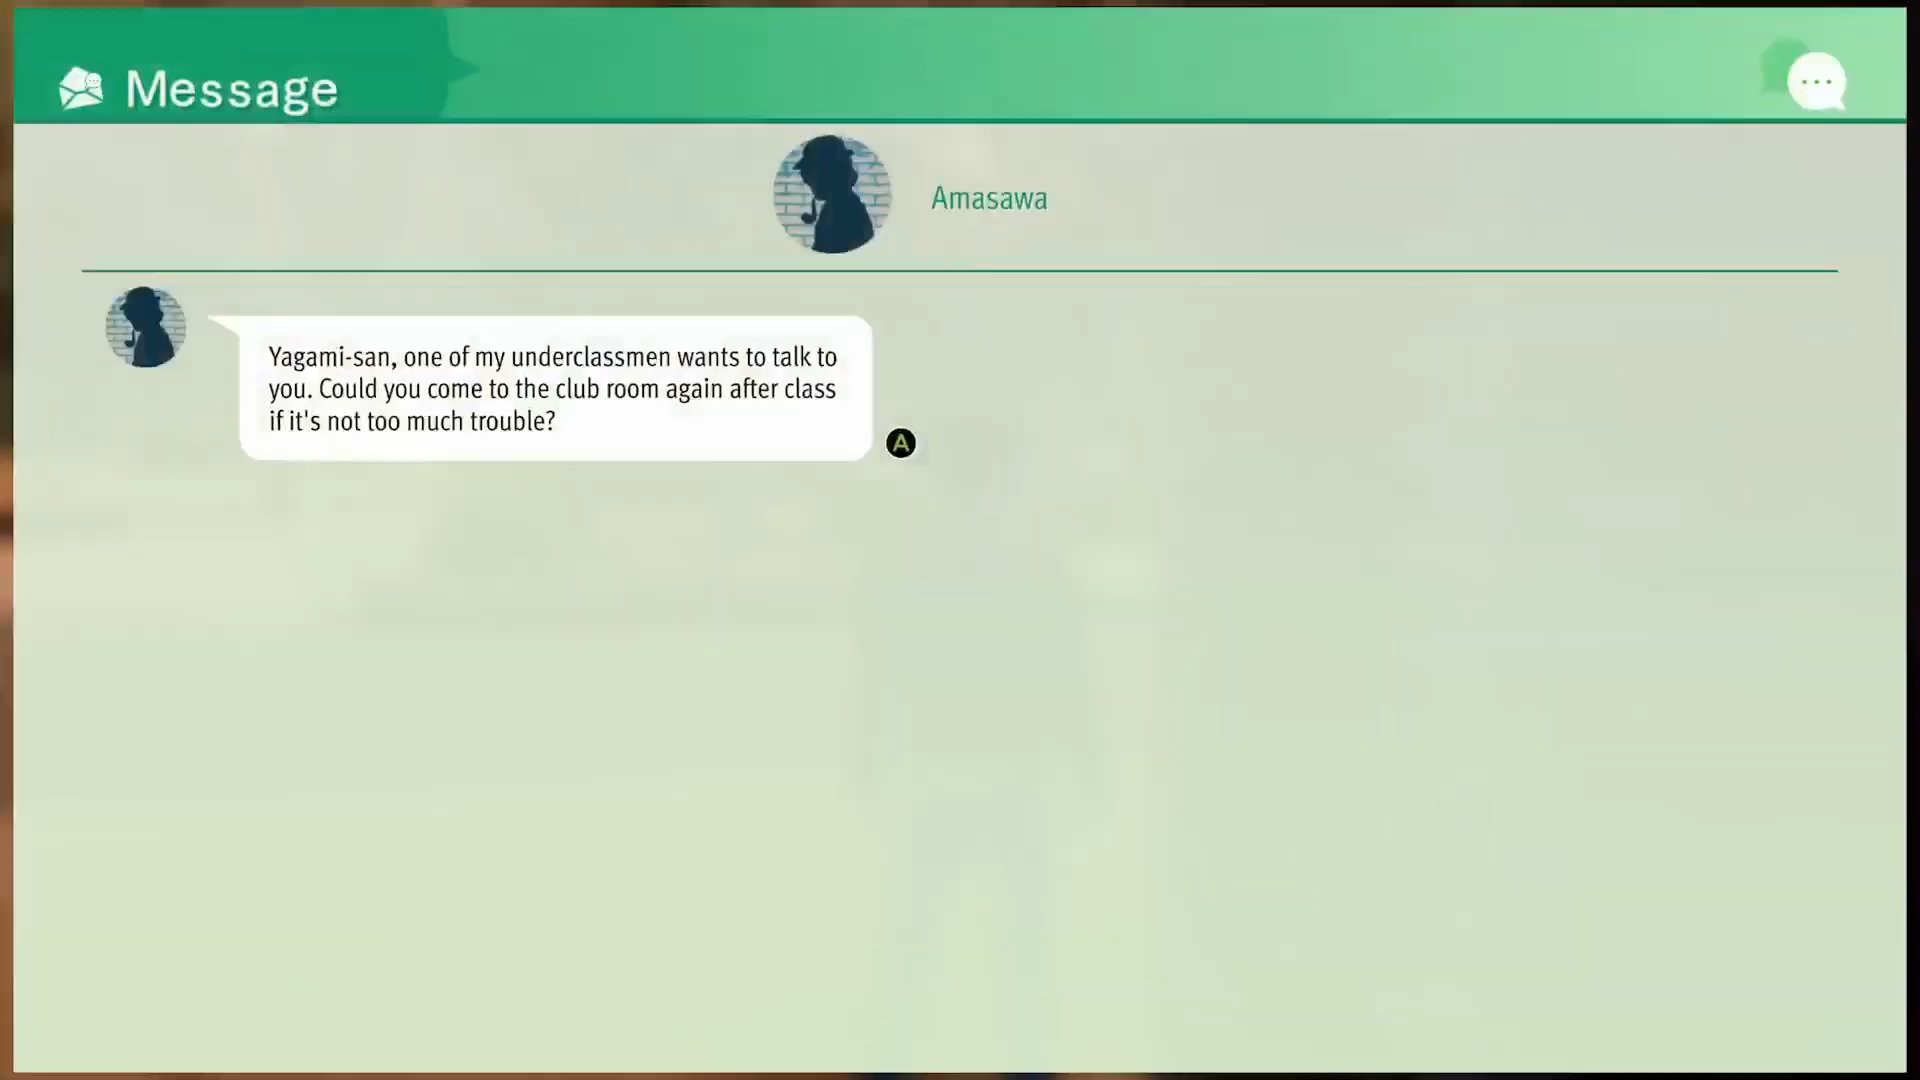 Message
Amasawa
Yagami-san, one of my underclassmen wants to talk to
you. Could you come to the club room again after class
if it's not too much trouble?
A